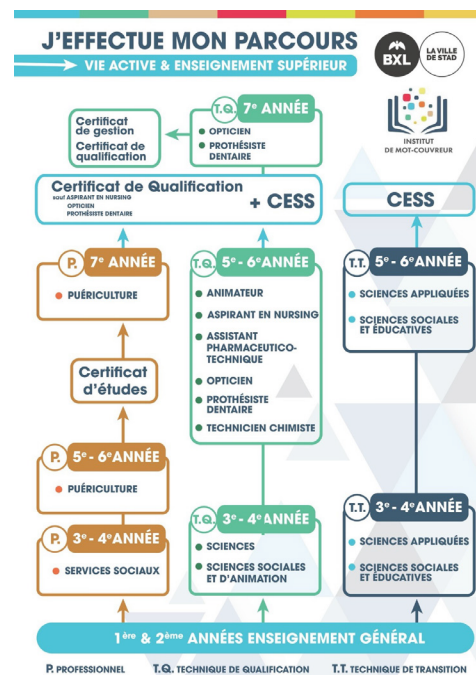 J'EFFECTUE MON PARCOURS
VIE ACTIVE & ENSEIGNEMENT SUPÉRIEUR
BXL
LA VILLE
DE STAD
INSTITUT
DE MOT-COUVREUR
T.Q. 7e ANNÉE
OPTICIEN
PROTHÉSISTE
DENTAIRE
Certificat
de gestion
Certificat de
qualification
Certificat de Qualification
sauf ASPIRANT EN NURSING
OPTICIEN
PROTHÉSISTE DENTAIRE
+ CESS
CESS
P. 7e ANNÉE
PUÉRICULTURE
Certificat
d'études
P. 5e - 6e ANNÉE
PUÉRICULTURE
P. 3e - 4e ANNÉE
SERVICES SOCIAUX
T.Q. 5e - 6e ANNÉE
ANIMATEUR
ASPIRANT EN NURSING
ASSISTANT
PHARMACEUTICO-
TECHNIQUE
OPTICIEN
PROTHÉSISTE
DENTAIRE
TECHNICIEN CHIMISTE
T.Q. 3e - 4e ANNÉE
SCIENCES
SCIENCES SOCIALES
ET D'ANIMATION
T.T. 5e - 6e ANNÉE
SCIENCES APPLIQUÉES
SCIENCES SOCIALES
ET ÉDUCATIVES
T.T. 3e - 4e ANNÉE
SCIENCES APPLIQUÉES
SCIENCES SOCIALES
ET ÉDUCATIVES
1ère & 2ème ANNÉES ENSEIGNEMENT GÉNÉRAL
P. PROFESSIONNEL T.Q. TECHNIQUE DE QUALIFICATION T.T. TECHNIQUE DE TRANSITION